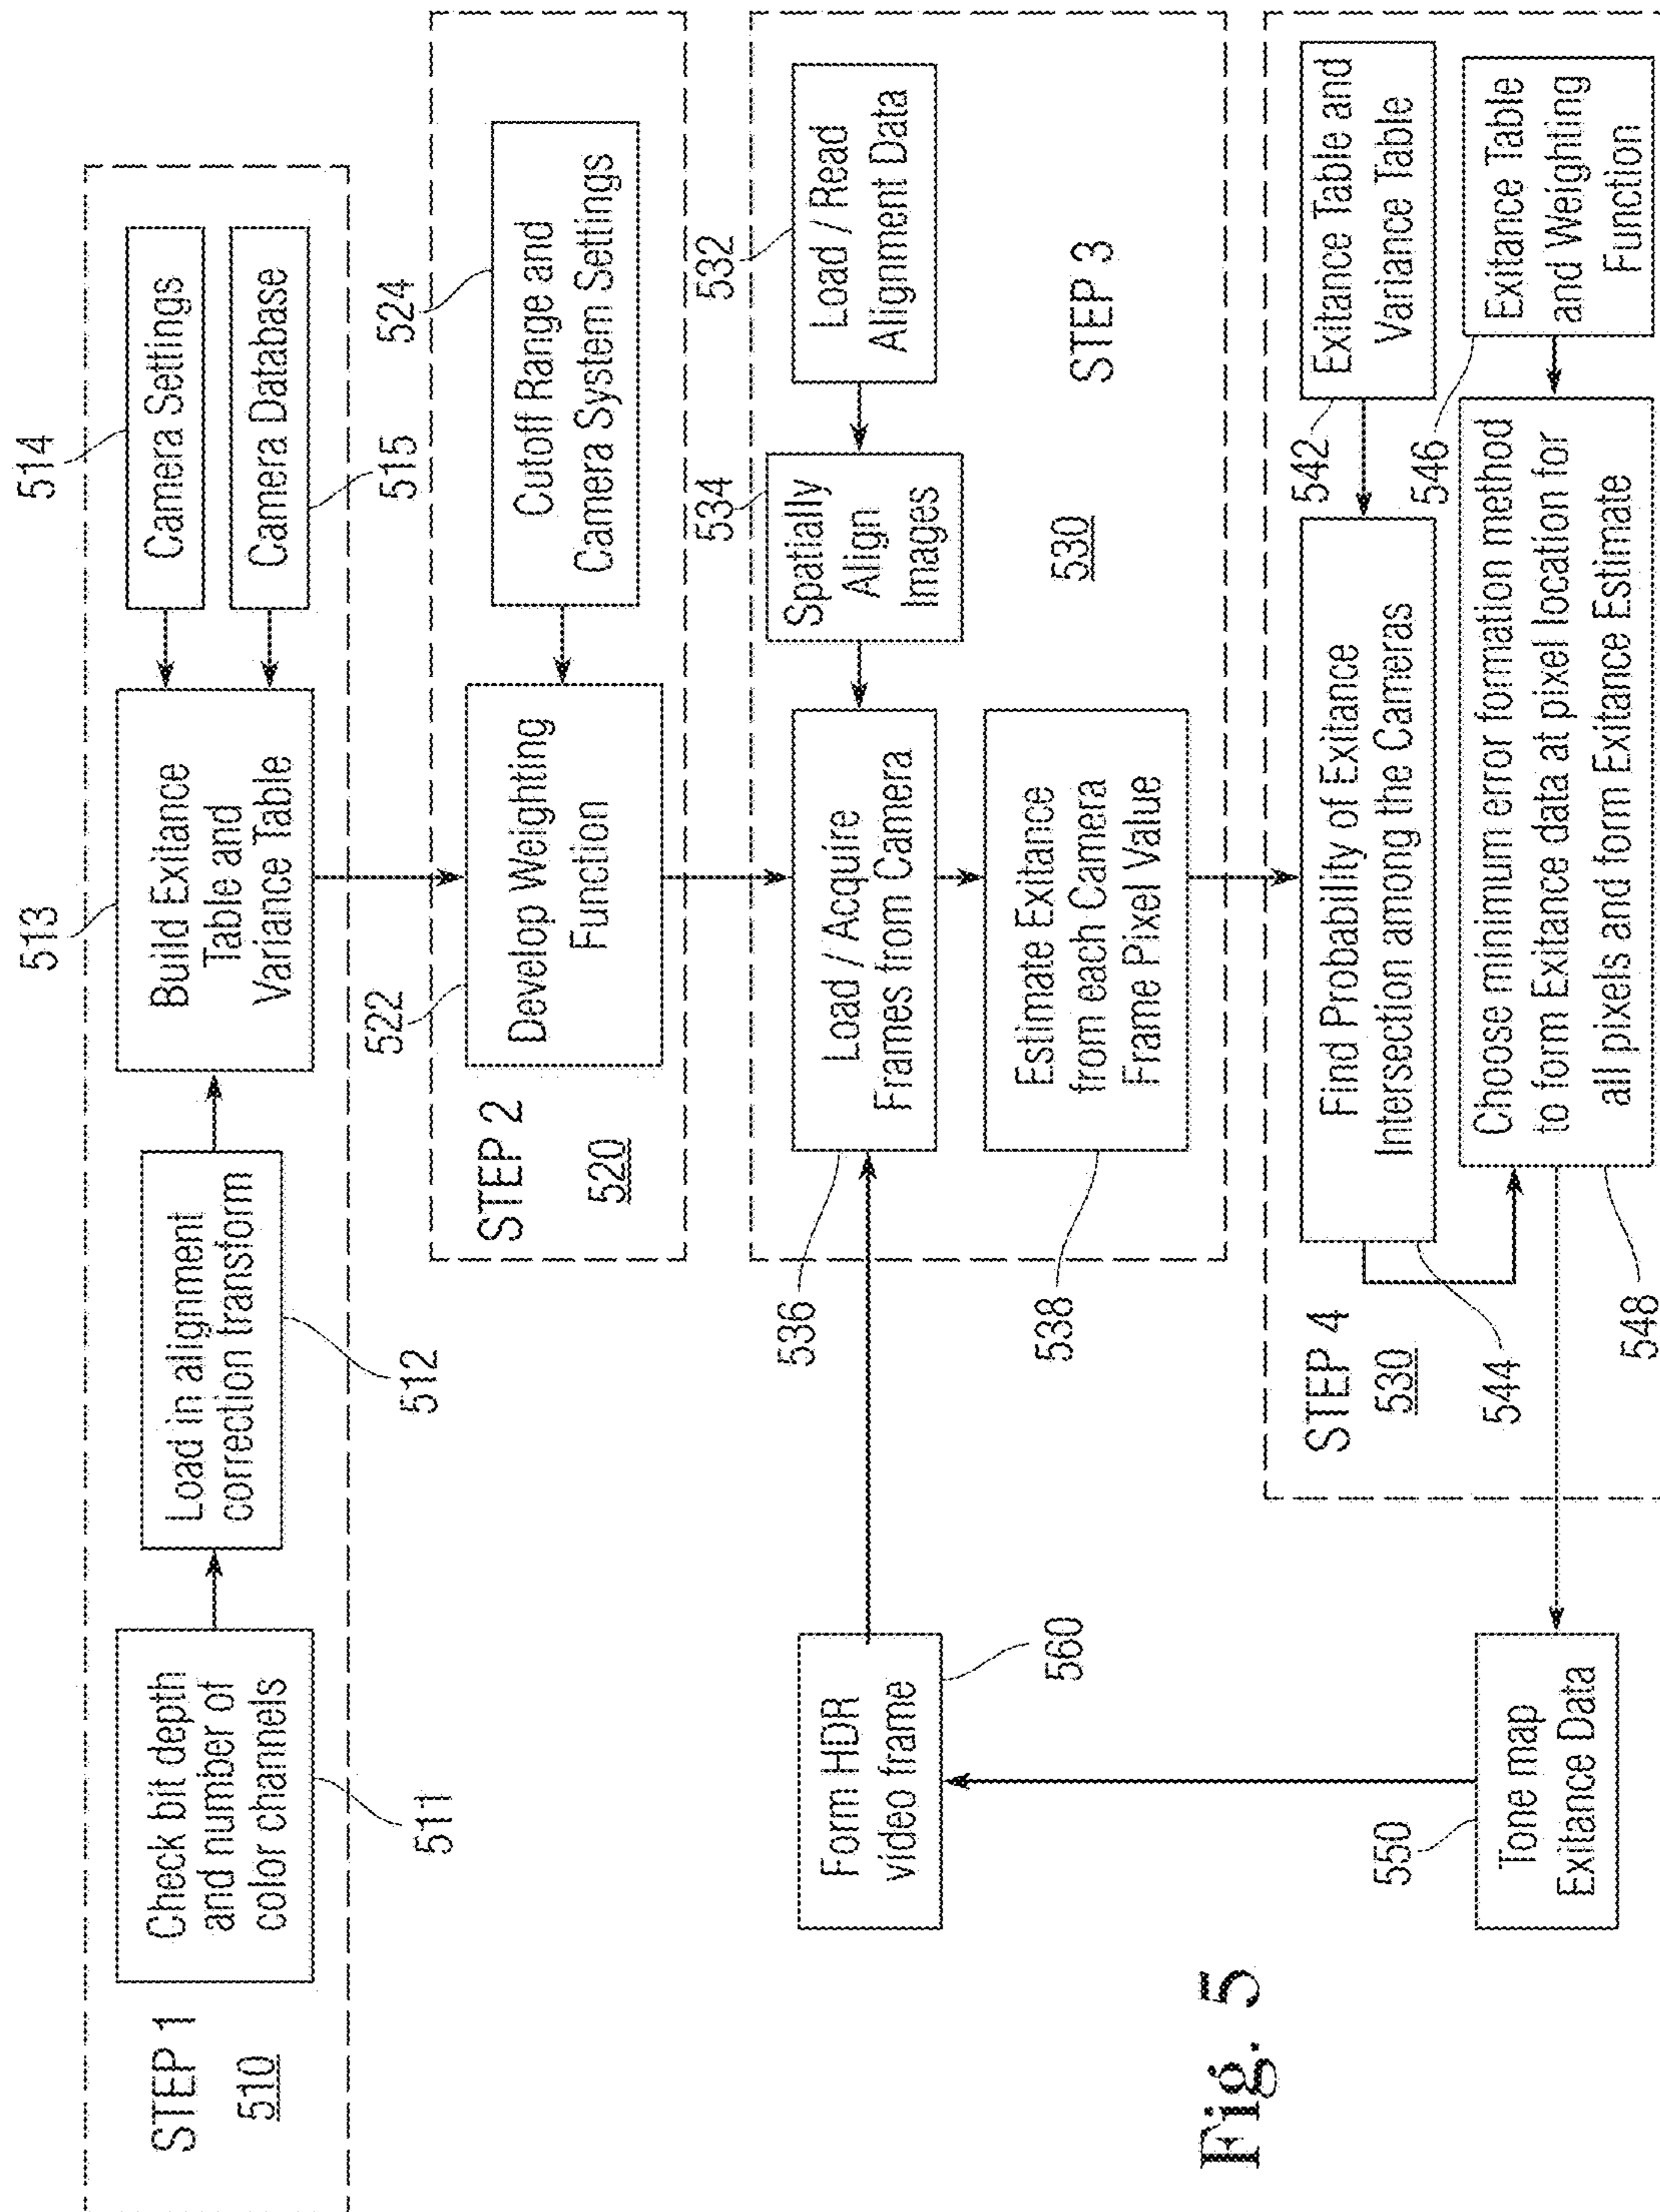 STEP 1
510
Check bit depth
and number of
color channels
511
Load in alignment
correction transform
512
513
Build Exitance
Table and
Variance Table
514
Camera Settings
Camera Database
515
STEP 2
520
522
Develop Weighting
Function
524
Cutoff Range and
Camera System Settings
532
Load / Read
Alignment Data
534
Spatially
Align
Images
530
STEP 3
536
Load / Acquire
Frames from Camera
538
Estimate Exitance
from each Camera
Frame Pixel Value
STEP 4
530
544
Find Probability of Exitance
Intersection among the Cameras
542
Exitance Table and
Variance Table
546
Exitance Table
and Weighting
Function
Choose minimum error formation method
to form Exitance data at pixel location for
all pixels and form Exitance Estimate
548
Form HDR
video frame
560
550
Tone map
Exitance Data
Fig. 5